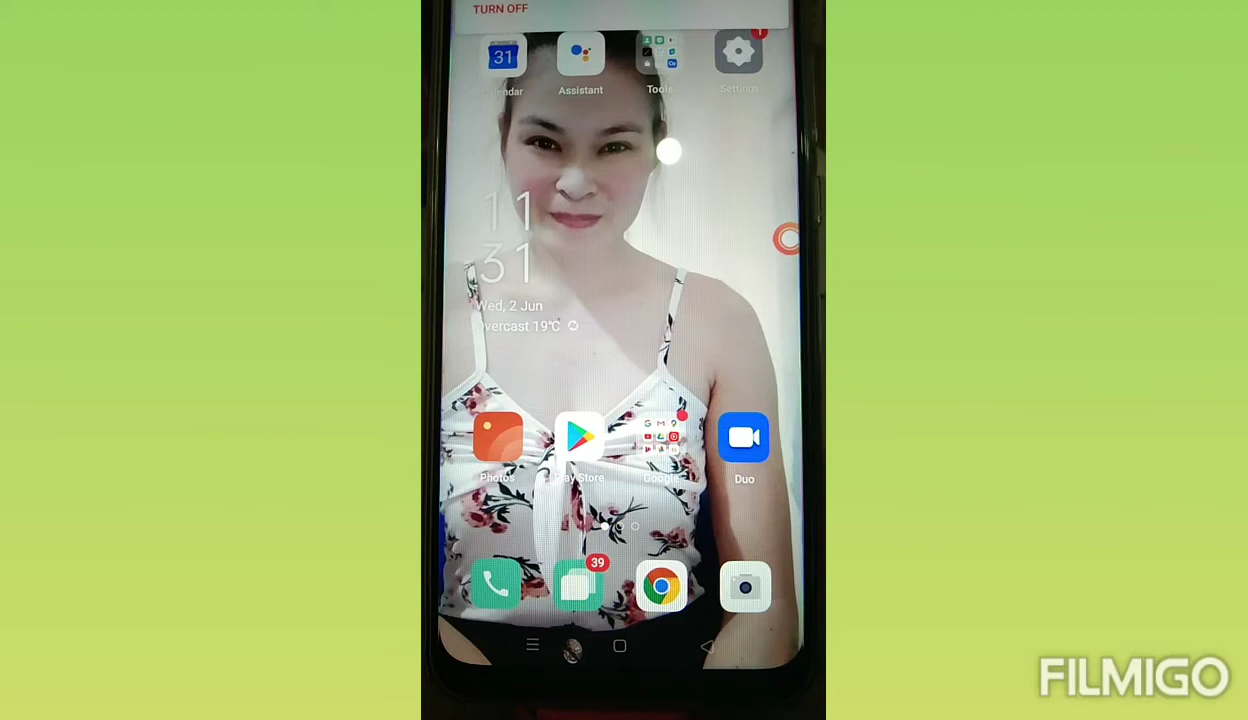 TURN OFF
31
1
Calendar
Assistant
Tools
Settings
11
31
Wed, 2 Jun
Overcast 19°C
Photos
Play Store
Google
Duo
39
FILMIGO